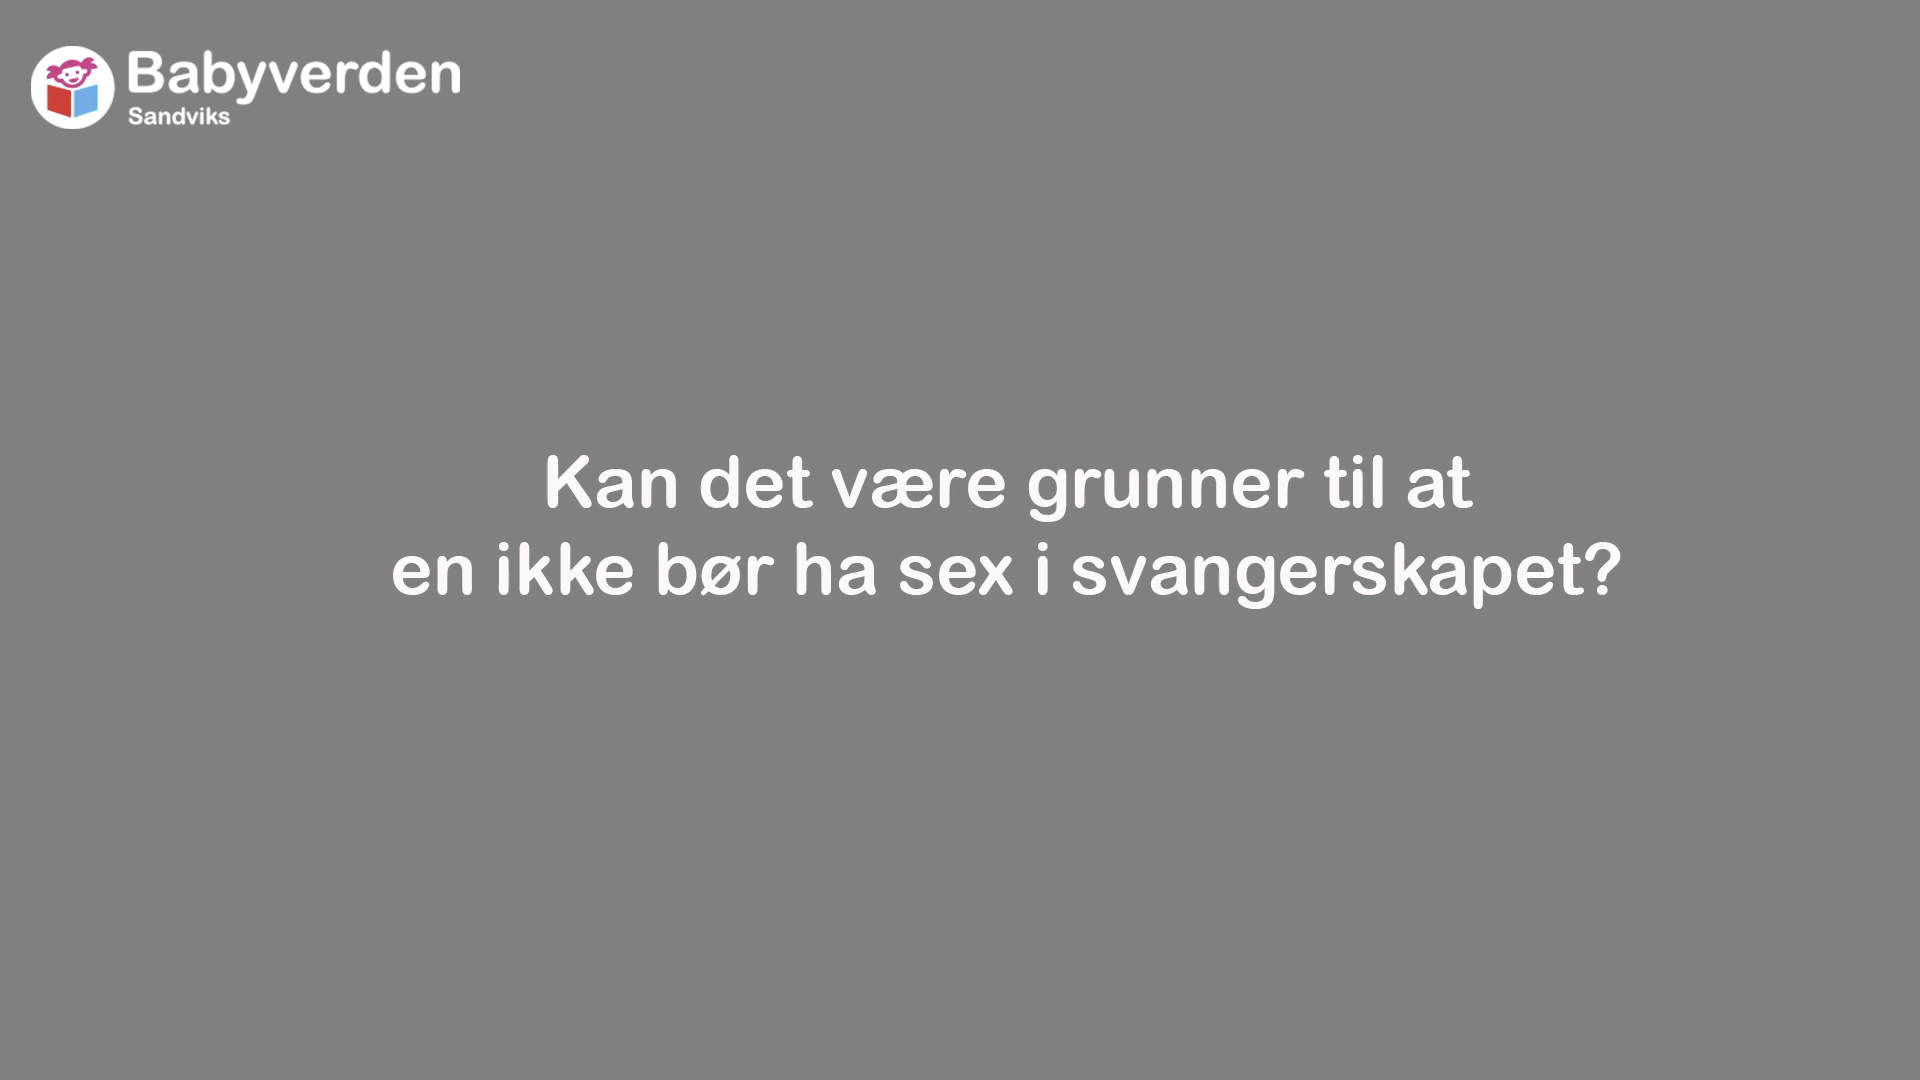 Babyverden
Sandviks
Kan det være grunner til at
en ikke bør ha sex i svangerskapet?